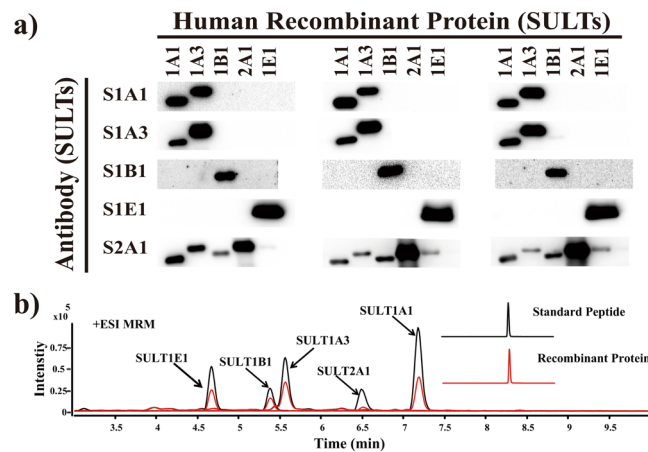 a)
Human Recombinant Protein (SULTs)
1A1 1A3 1B1 2A1 1E1 1A1 1A3 1B1 2A1 1E1 1A1 1A3 1B1 2A1 1E1
Antibody (SULTs)
S1A1
S1A3
S1B1
S1E1
S2A1
b)
5
x10
+ESI MRM
SULT1A1
Standard Peptide
SULT1A3
SULT1E1
SULT1B1
SULT2A1
Recombinant Protein
Intenstiy
0.75
0.5
0.25
0
3.5 4 4.5 5 5.5 6 6.5 7 7.5 8 8.5 9 9.5
Time (min)